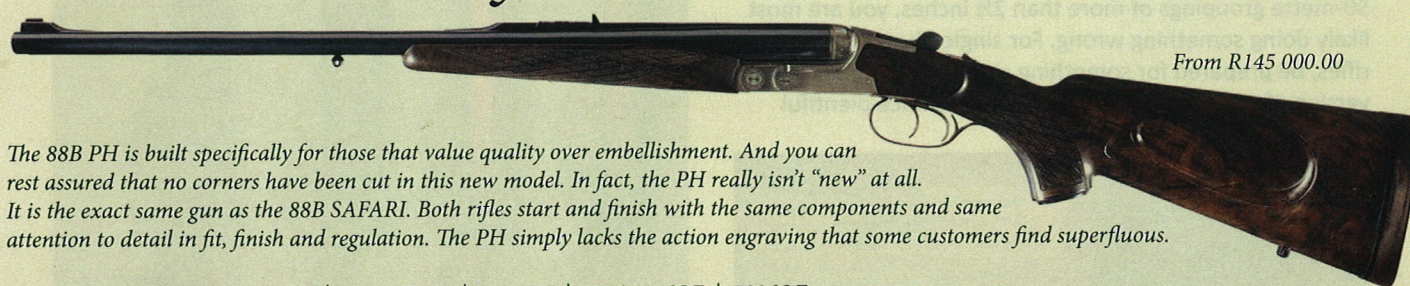 From R145 000.00
The 88B PH is built specifically for those that value quality over embellishment. And you can
rest assured that no corners have been cut in this new model. In fact, the PH really isn't "new" at all.
It is the exact same gun as the 88B SAFARI. Both rifles start and finish with the same components and same
attention to detail in fit, finish and regulation. The PH simply lacks the action engraving that some customers find superfluous.